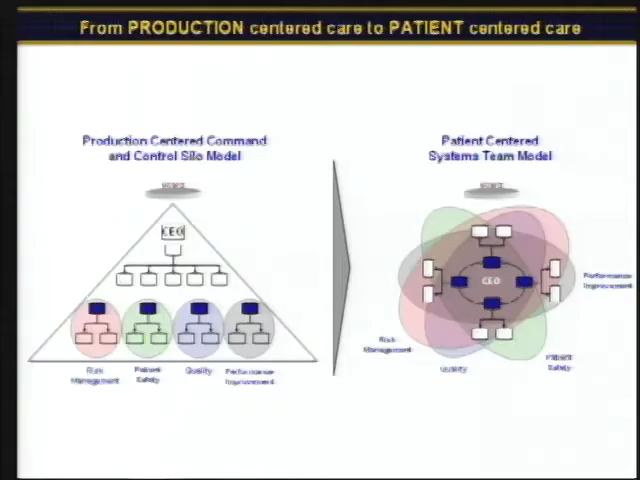 From PRODUCTION centered care to PATIENT centered care
Production Centered Command
and Control Silo Model
CEO
Risk
Management
Patient
Safety
Quality
Performance
Improvement
Patient Centered
Systems Team Model
CEO
Performance
Improvement
Risk
Management
Quality
Patient
Safety